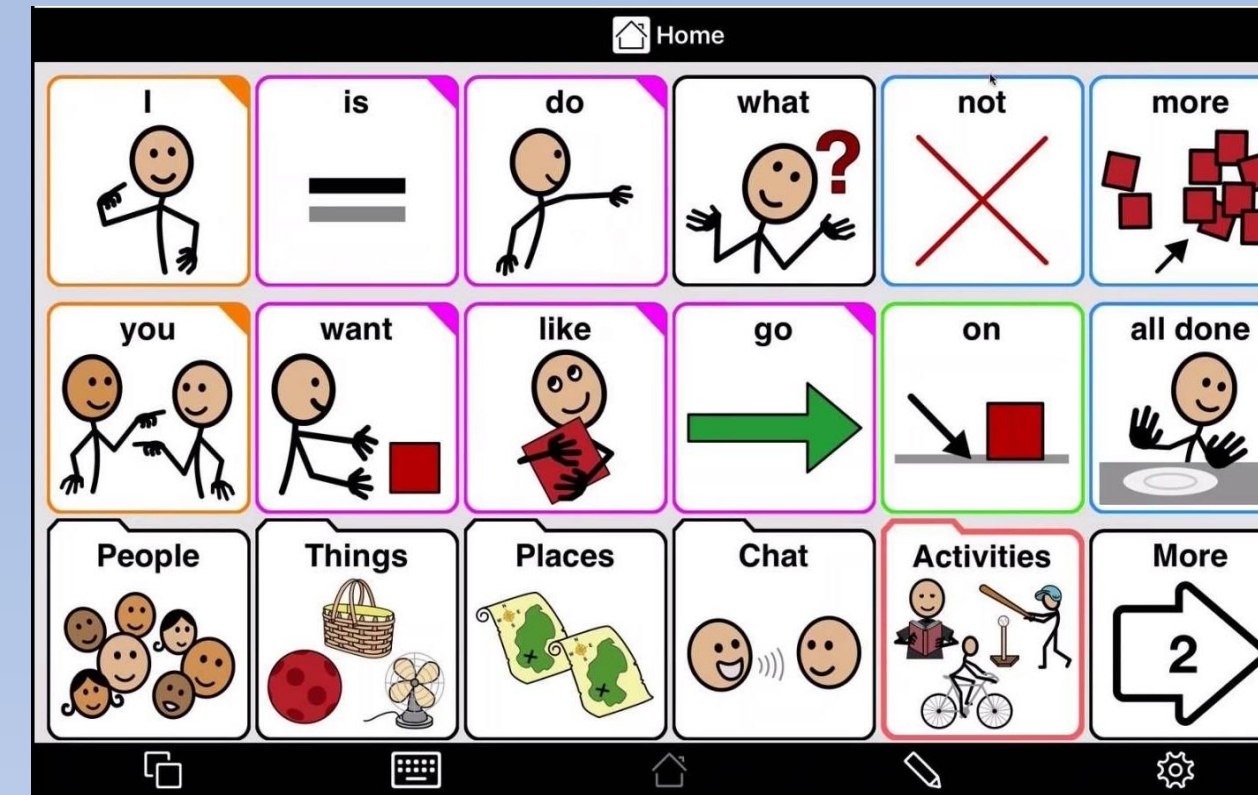 Home
I is do what not more
?
you want like go on all done
People Things Places Chat Activities More
2